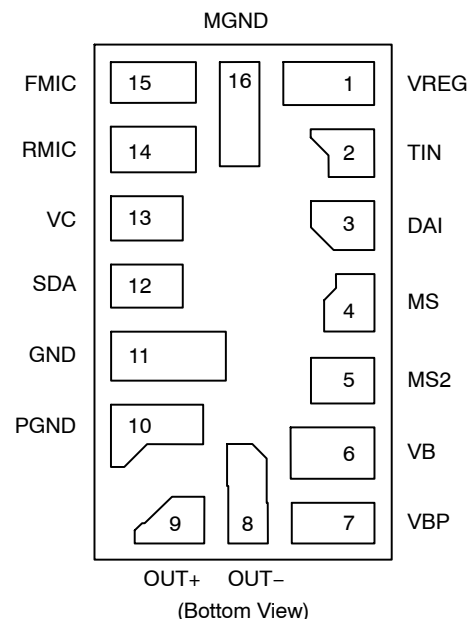 MGND
FMIC 15 16 1 VREG
RMIC 14 2 TIN
VC 13 3 DAI
SDA 12 4 MS
GND 11 5 MS2
PGND 10 6 VB
9 8 7 VBP
OUT+ OUT−
(Bottom View)